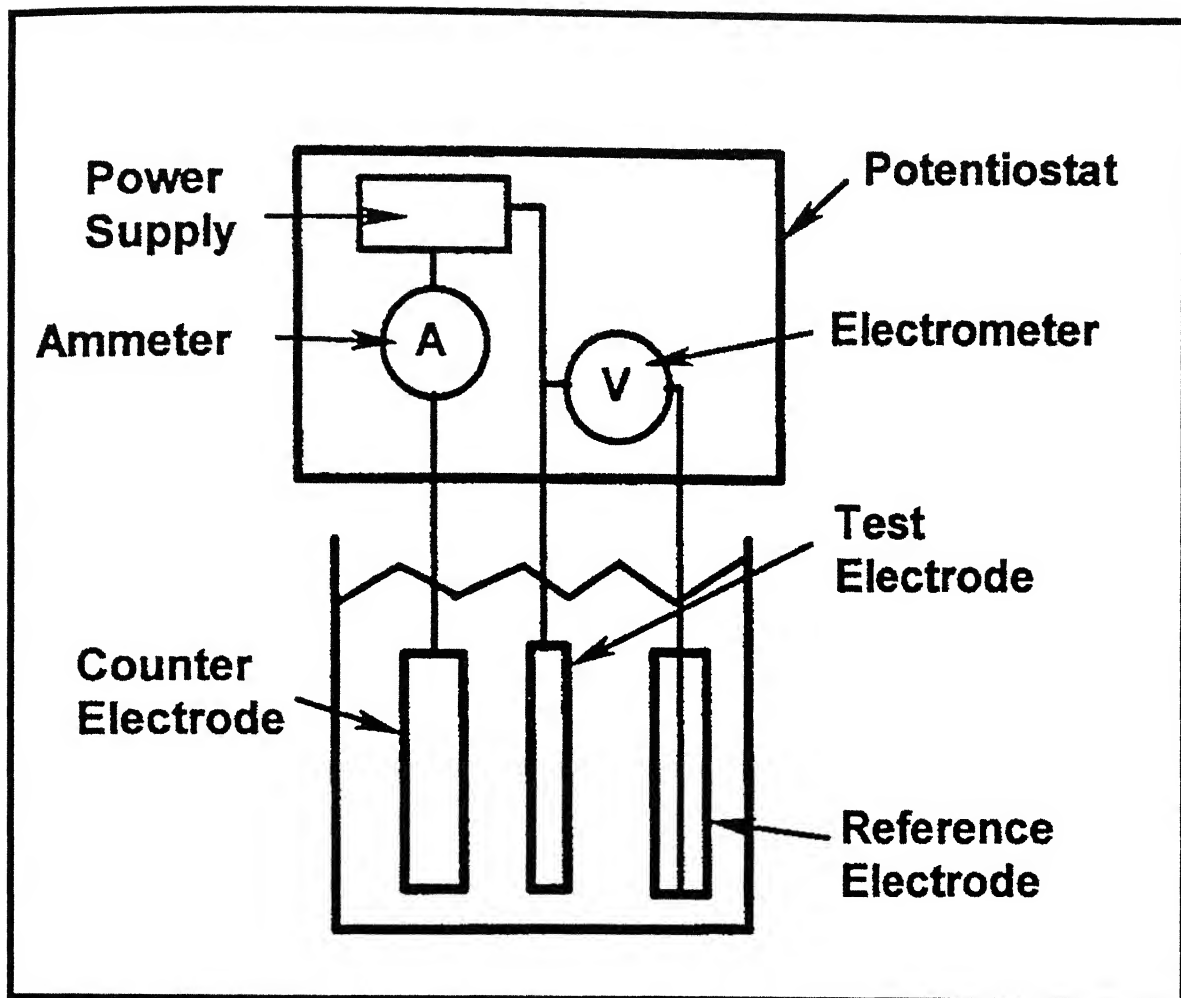 Power
Supply
Potentiostat
Ammeter
A
V
Electrometer
Test
Electrode
Counter
Electrode
Reference
Electrode